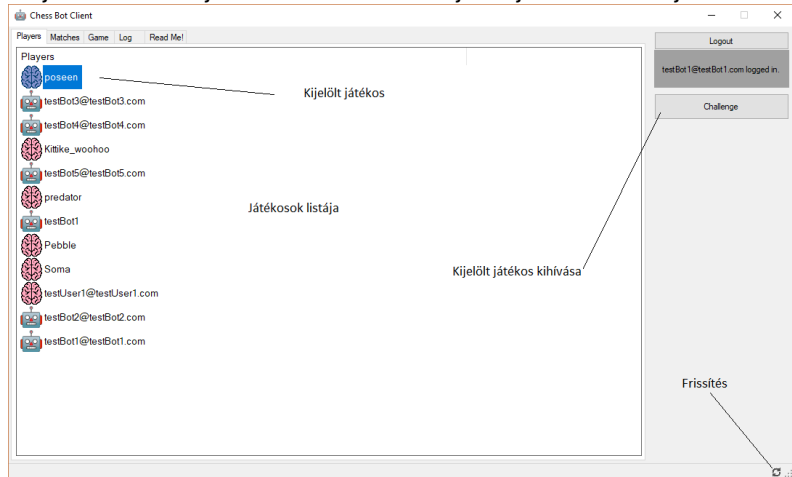 Chess Bot Client
Players Matches Game Log Read Me!
Logout
Players
testBot1@testBot1.com logged in.
poseen
Kijelölt játékos
testBot3@testBot3.com
Challenge
testBot4@testBot4.com
Kittike_woohoo
testBot5@testBot5.com
predator
Játékosok listája
testBot1
Pebble
Soma
Kijelölt játékos kihívása
testUser1@testUser1.com
testBot2@testBot2.com
testBot1@testBot1.com
Frissítés